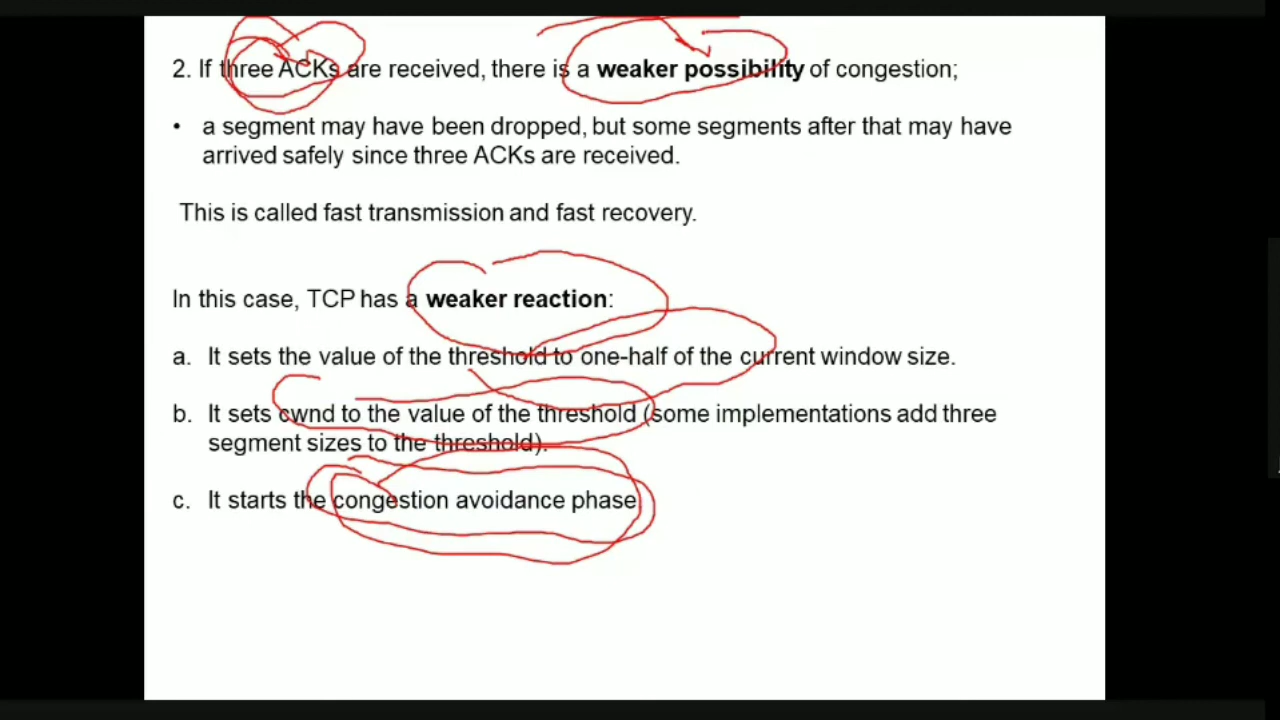 2. If three ACKs are received, there is a weaker possibility of congestion;
• a segment may have been dropped, but some segments after that may have
arrived safely since three ACKs are received.
This is called fast transmission and fast recovery.
In this case, TCP has a weaker reaction:
a. It sets the value of the threshold to one-half of the current window size.
b. It sets cwnd to the value of the threshold (some implementations add three
segment sizes to the threshold).
c. It starts the congestion avoidance phase